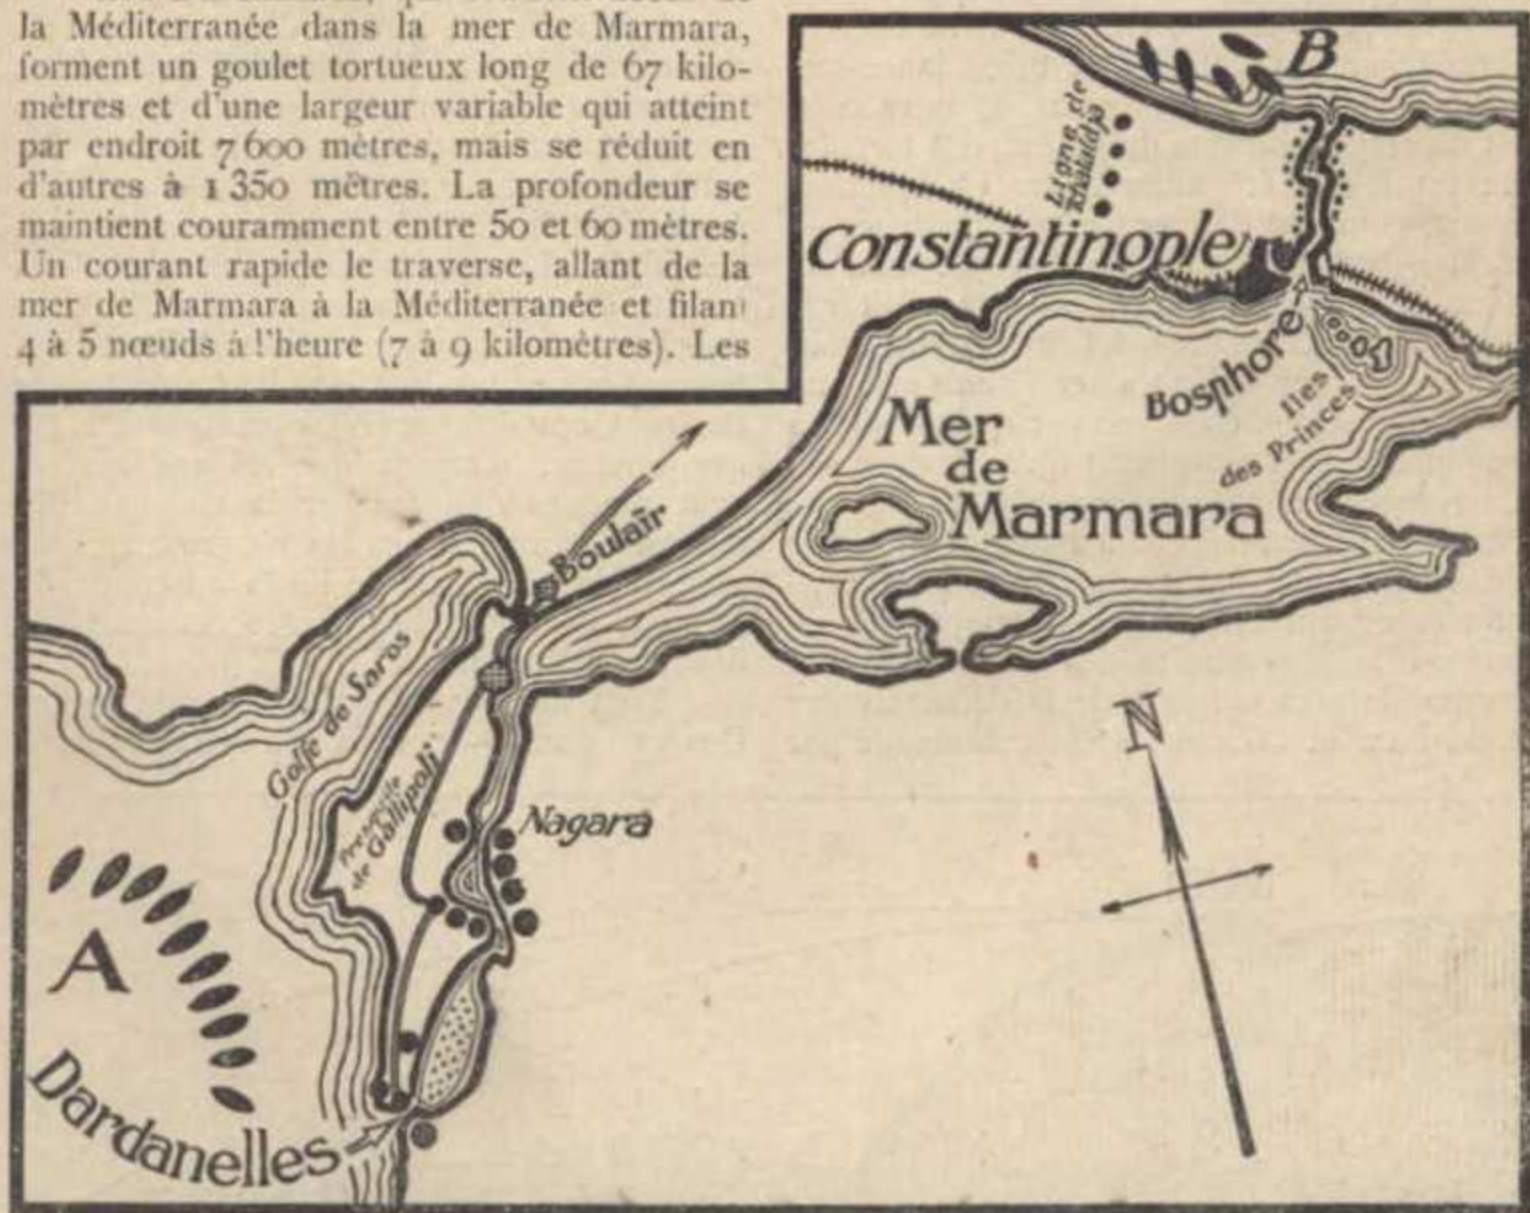 la Méditerranée dans la mer de Marmara,
forment un goulet tortueux long de 67 kilo-
mètres et d'une largeur variable qui atteint
par endroit 7 600 mètres, mais se réduit en
d'autres à 1 350 mètres. La profondeur se
maintient couramment entre 50 et 60 mètres.
Un courant rapide le traverse, allant de la
mer de Marmara à la Méditerranée et filant
4 à 5 nœuds à l'heure (7 à 9 kilomètres). Les
B
Ligne de
Constantinople
Bosphore
Iles
des Princes
Mer
de
Marmara
Boulaïr
Golfe de Saros
Presqu'ile
de Gallipoli
Nagara
N
A
Dardanelles